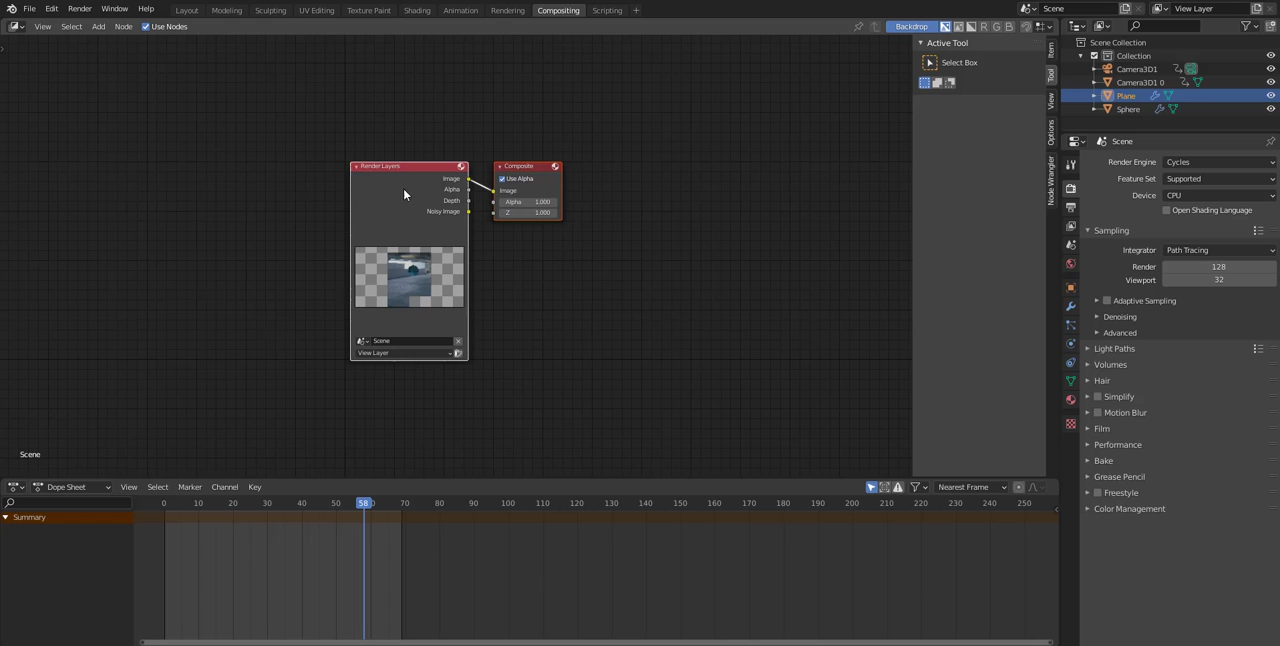 File Edit Render Window Help Layout Modeling Sculpting UV Editing Texture Paint Shading Animation Rendering Compositing Scripting + Scene View Layer
View Select Add Node Use Nodes Backdrop R G B
Active Tool
Select Box
Item
Tool
View
Options
Node Wrangler
Scene Collection
Collection
Camera3D1
Camera3D1 0
Plane
Sphere
Scene
Render Engine Cycles
Feature Set Supported
Device CPU
Open Shading Language
Sampling
Integrator Path Tracing
Render 128
Viewport 32
Adaptive Sampling
Denoising
Advanced
Light Paths
Volumes
Hair
Simplify
Motion Blur
Film
Performance
Bake
Grease Pencil
Freestyle
Color Management
Render Layers
Image
Alpha
Depth
Noisy Image
Scene
View Layer
Composite
Use Alpha
Image
Alpha 1.000
Z 1.000
Scene
Dope Sheet View Select Marker Channel Key Nearest Frame
0 10 20 30 40 50 58 70 80 90 100 110 120 130 140 150 160 170 180 190 200 210 220 230 240 250
Summary